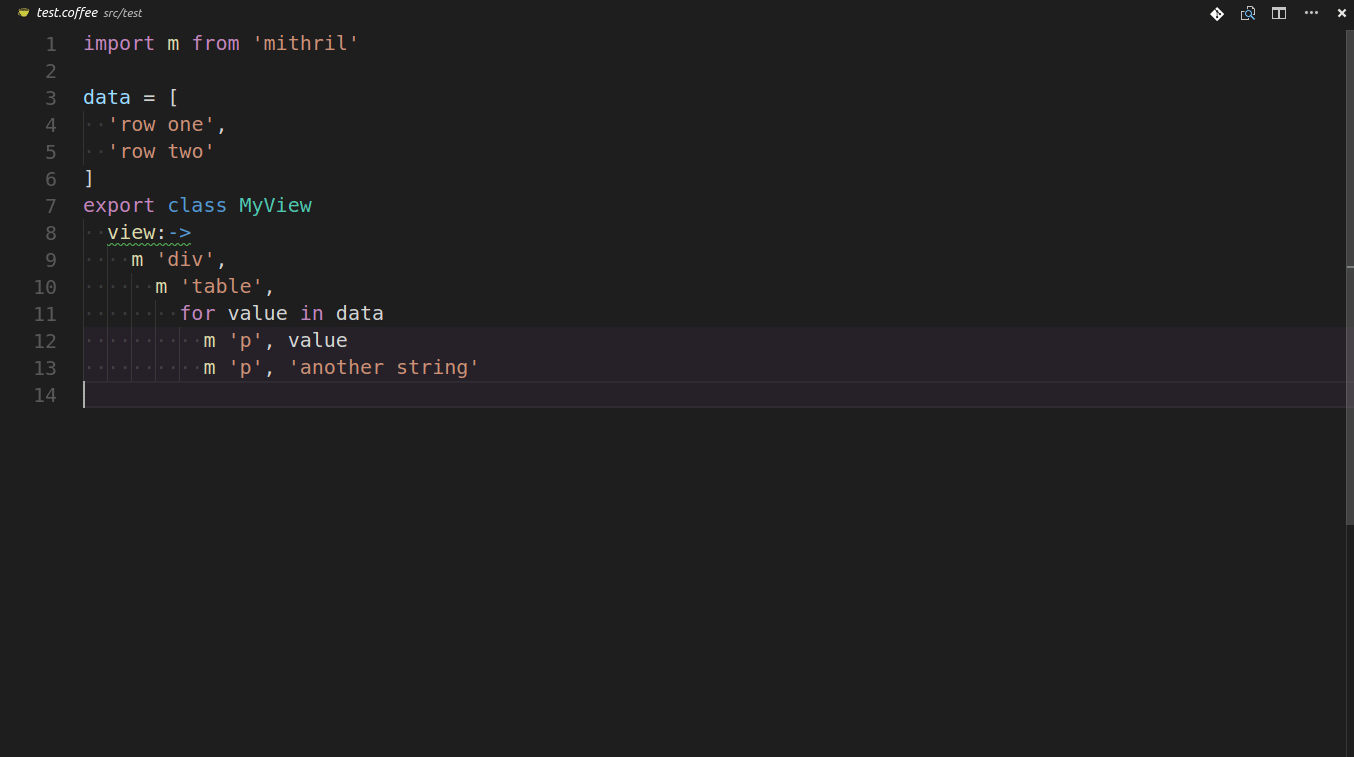 test.coffee src/test
1 import m from 'mithril'
2
3 data = [
4   'row one',
5   'row two'
6 ]
7 export class MyView
8   view:->
9     m 'div',
10       m 'table',
11         for value in data
12           m 'p', value
13           m 'p', 'another string'
14